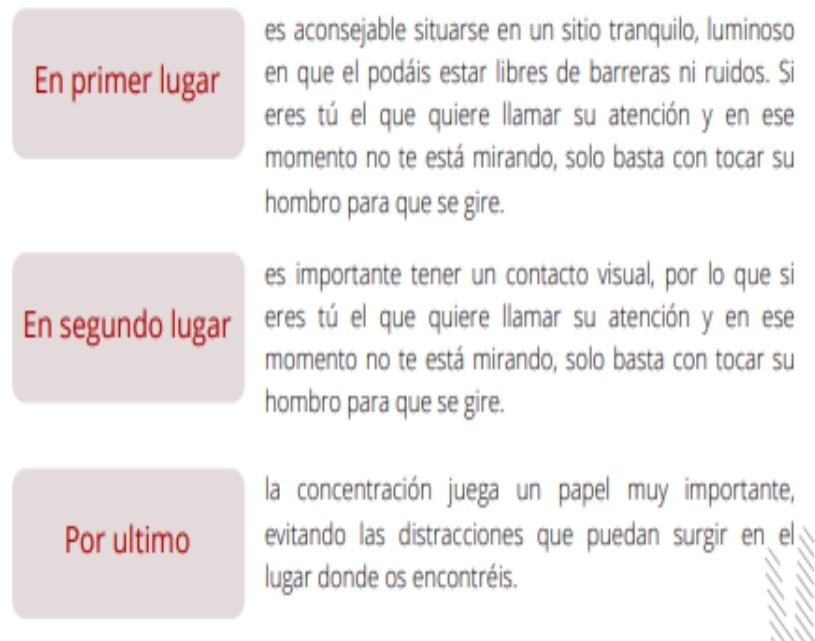 En primer lugar
es aconsejable situarse en un sitio tranquilo, luminoso
en que el podáis estar libres de barreras ni ruidos. Si
eres tú el que quiere llamar su atención y en ese
momento no te está mirando, solo basta con tocar su
hombro para que se gire.
En segundo lugar
es importante tener un contacto visual, por lo que si
eres tú el que quiere llamar su atención y en ese
momento no te está mirando, solo basta con tocar su
hombro para que se gire.
Por ultimo
la concentración juega un papel muy importante,
evitando las distracciones que puedan surgir en el
lugar donde os encontréis.